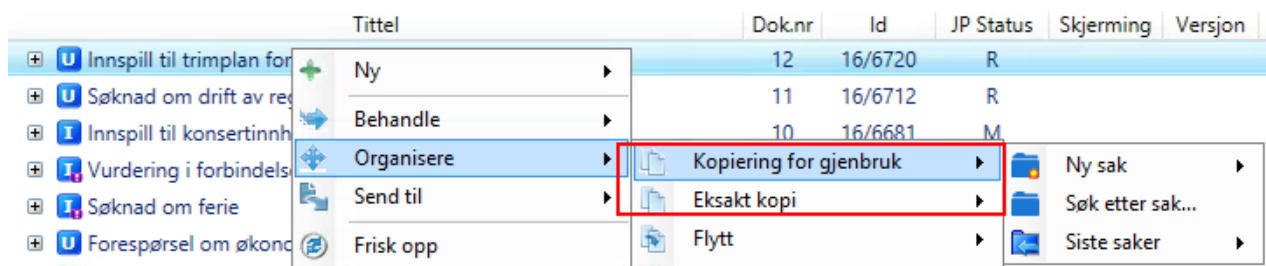 Tittel Dok.nr Id JP Status Skjerming Versjon
U Innspill til trimplan for 12 16/6720 R
Ny
U Søknad om drift av reg 11 16/6712 R
Behandle
I Innspill til konsertinnh 10 16/6681 M
Organisere Kopiering for gjenbruk Ny sak
I Vurdering i forbindels
Send til Eksakt kopi Søk etter sak...
I Søknad om ferie
Frisk opp Flytt Siste saker
U Forespørsel om økono